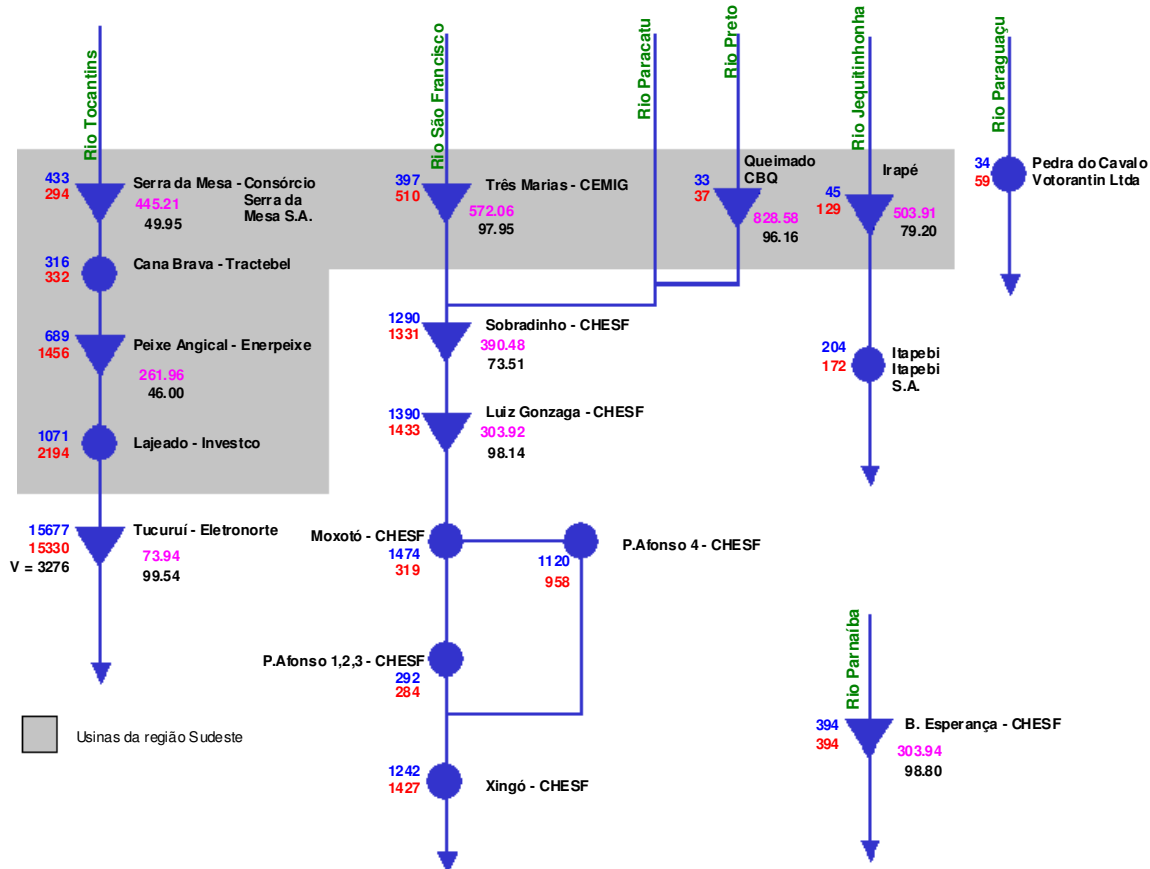 Rio Tocantins
433
294
Serra da Mesa - Consórcio
Serra da
Mesa S.A.
445.21
49.95
316
332
Cana Brava - Tractebel
689
1456
Peixe Angical - Enerpeixe
261.96
46.00
1071
2194
Lajeado - Investco
15677
15330
V = 3276
Tucuruí - Eletronorte
73.94
99.54
Usinas da região Sudeste
Rio São Francisco
397
510
Três Marias - CEMIG
572.06
97.95
Rio Paracatu
Rio Preto
33
37
Queimado
CBQ
828.58
96.16
1290
1331
Sobradinho - CHESF
390.48
73.51
1390
1433
Luiz Gonzaga - CHESF
303.92
98.14
Moxotó - CHESF
1474
319
1120
958
P.Afonso 4 - CHESF
P.Afonso 1,2,3 - CHESF
292
284
1242
1427
Xingó - CHESF
Rio Jequitinhonha
45
129
Irapé
503.91
79.20
204
172
Itapebi
Itapebi
S.A.
Rio Paraguaçu
34
59
Pedra do Cavalo
Votorantin Ltda
Rio Parnaíba
394
394
B. Esperança - CHESF
303.94
98.80